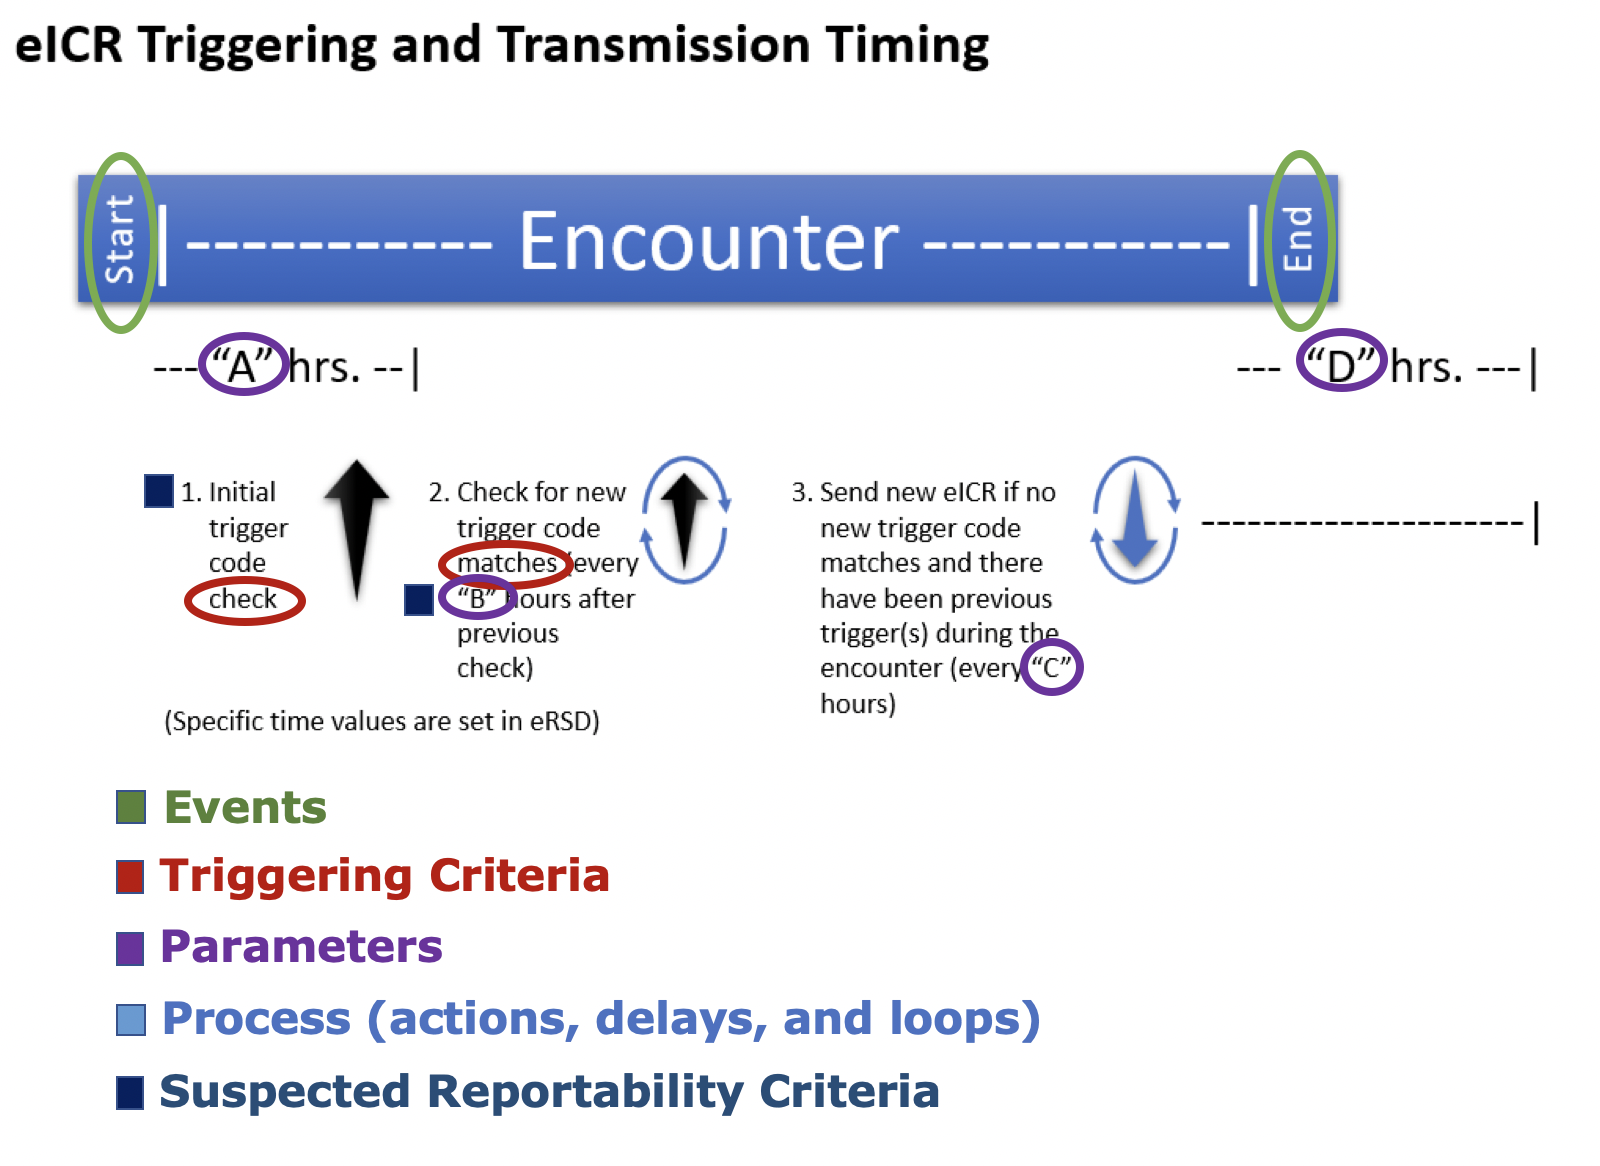 eICR Triggering and Transmission Timing
Start |------------ Encounter ------------| End
---“A” hrs. --|
--- “D” hrs. ---|
1. Initial
trigger
code
check
2. Check for new
trigger code
matches (every
“B” hours after
previous
check)
3. Send new eICR if no
new trigger code
matches and there
have been previous
trigger(s) during the
encounter (every “C”
hours)
---------------------|
(Specific time values are set in eRSD)
Events
Triggering Criteria
Parameters
Process (actions, delays, and loops)
Suspected Reportability Criteria